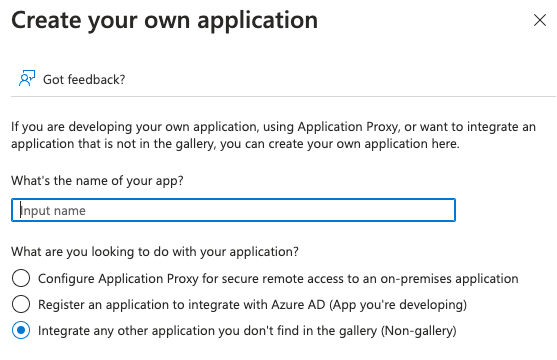 Create your own application
Got feedback?
If you are developing your own application, using Application Proxy, or want to integrate an
application that is not in the gallery, you can create your own application here.
What's the name of your app?
Input name
What are you looking to do with your application?
Configure Application Proxy for secure remote access to an on-premises application
Register an application to integrate with Azure AD (App you're developing)
Integrate any other application you don't find in the gallery (Non-gallery)